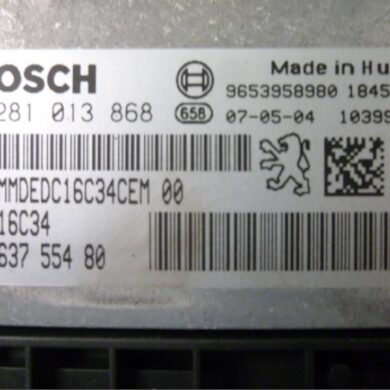 OSCH
Made in Hu
9653958980 1845
281 013 868
658
07-05-04 1039
MMDEDC16C34CEM 00
16C34
637 554 80